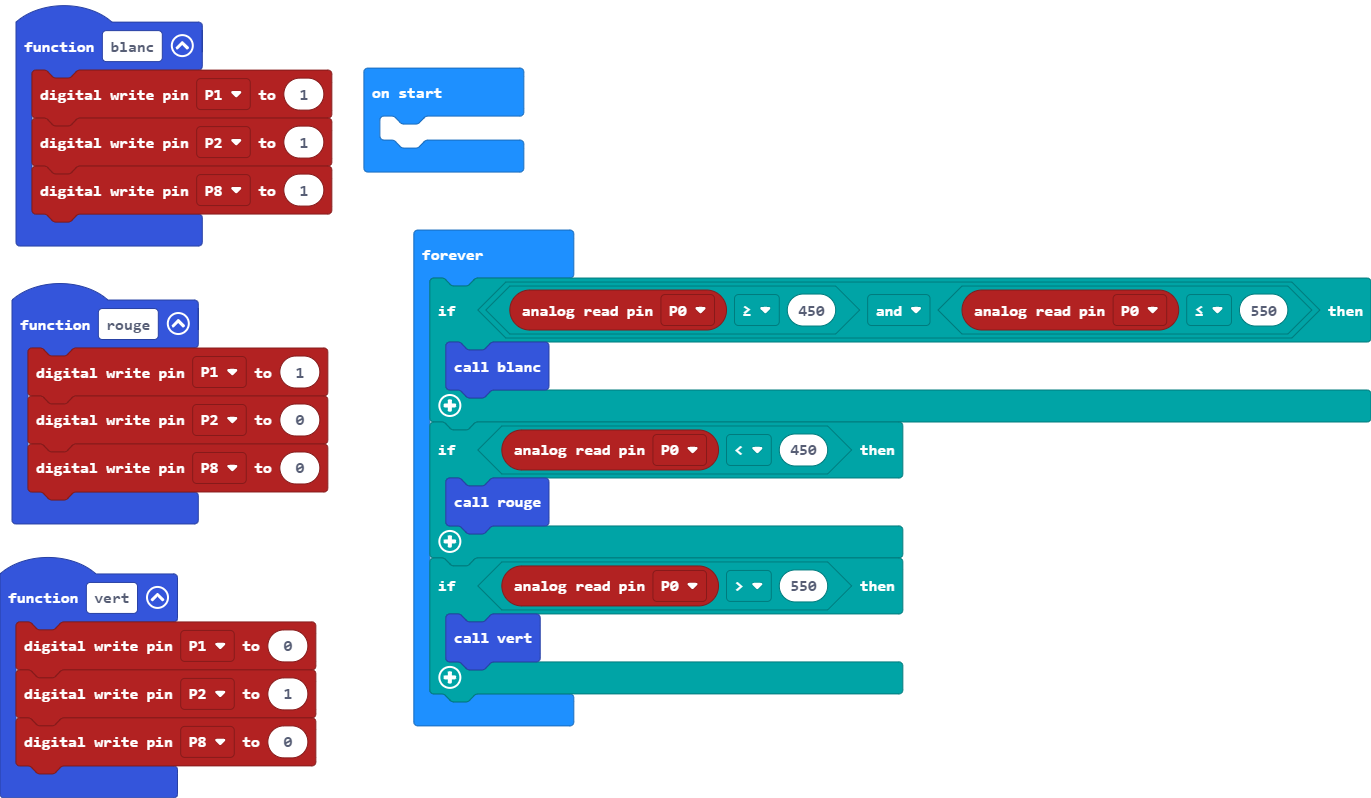 function blanc
digital write pin P1 to 1
digital write pin P2 to 1
digital write pin P8 to 1
function rouge
digital write pin P1 to 1
digital write pin P2 to 0
digital write pin P8 to 0
function vert
digital write pin P1 to 0
digital write pin P2 to 1
digital write pin P8 to 0
on start
forever
if analog read pin P0 ≥ 450 and analog read pin P0 ≤ 550 then
call blanc
if analog read pin P0 < 450 then
call rouge
if analog read pin P0 > 550 then
call vert